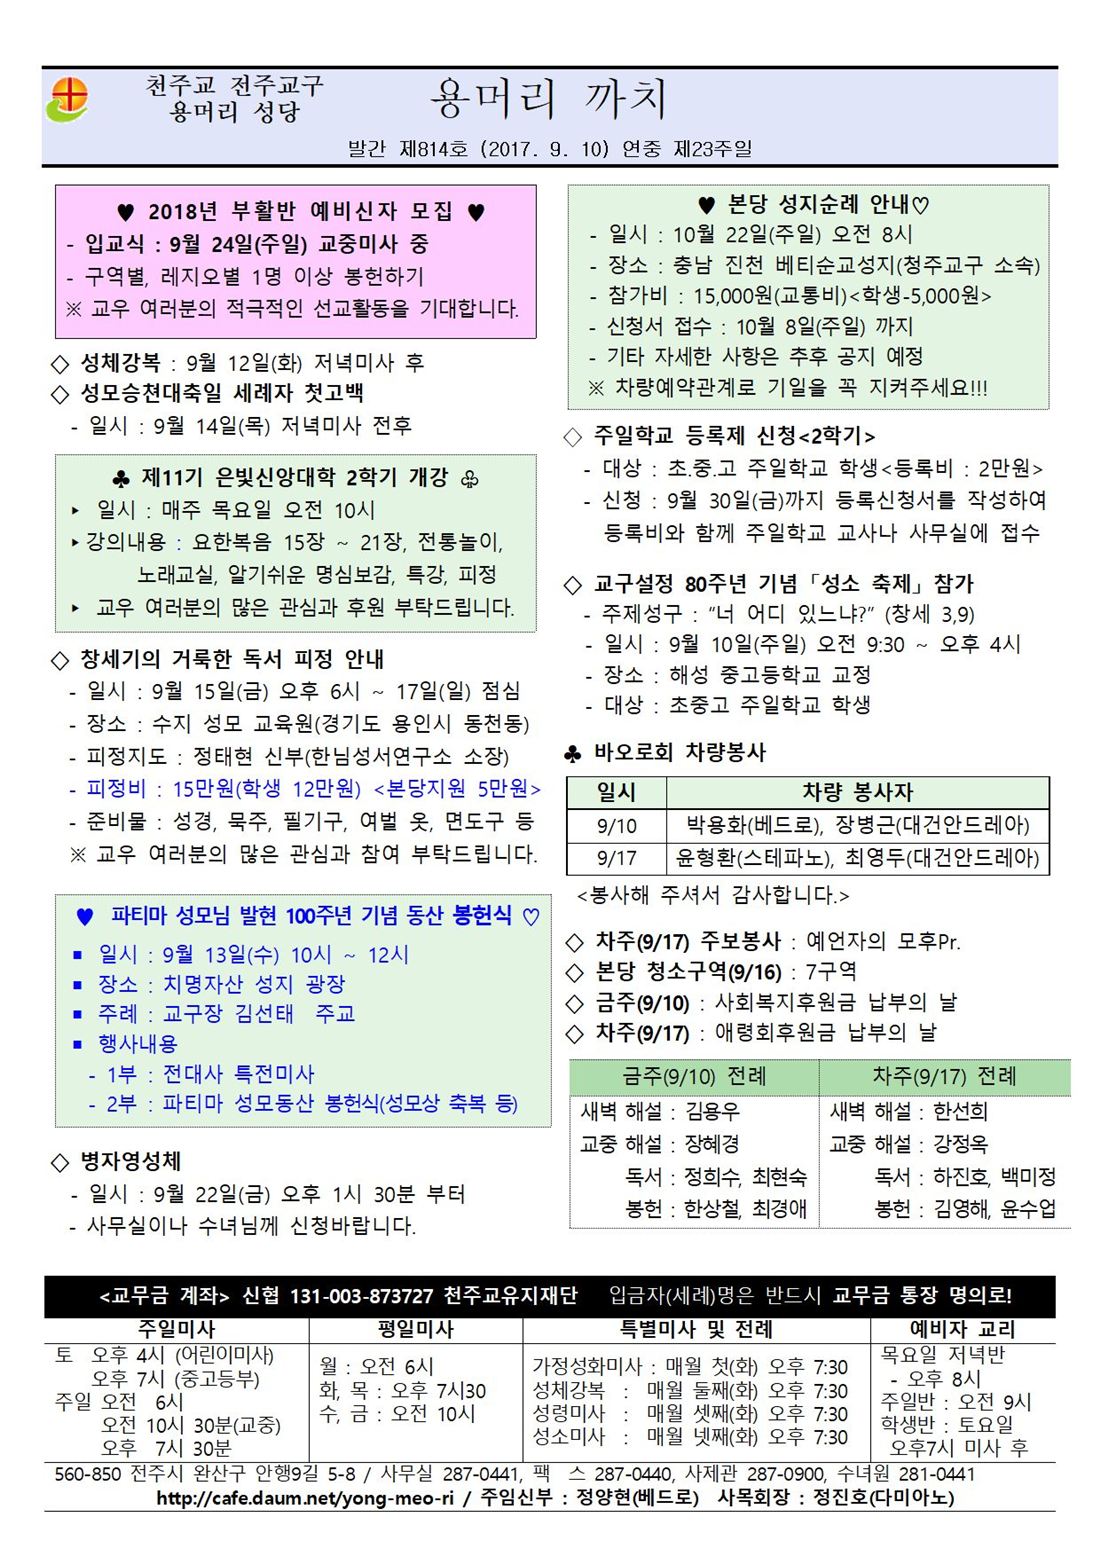 천주교 전주교구
용머리 성당
용머리 까치
발간 제814호 (2017. 9. 10) 연중 제23주일
♥ 2018년 부활반 예비신자 모집 ♥
- 입교식 : 9월 24일(주일) 교중미사 중
- 구역별, 레지오별 1명 이상 봉헌하기
※ 교우 여러분의 적극적인 선교활동을 기대합니다.
◇ 성체강복 : 9월 12일(화) 저녁미사 후
◇ 성모승천대축일 세례자 첫고백
- 일시 : 9월 14일(목) 저녁미사 전후
♣ 제11기 은빛신앙대학 2학기 개강 ♧
▶ 일시 : 매주 목요일 오전 10시
▶ 강의내용 : 요한복음 15장 ~ 21장, 전통놀이,
노래교실, 알기쉬운 명심보감, 특강, 피정
▶ 교우 여러분의 많은 관심과 후원 부탁드립니다.
◇ 창세기의 거룩한 독서 피정 안내
- 일시 : 9월 15일(금) 오후 6시 ~ 17일(일) 점심
- 장소 : 수지 성모 교육원(경기도 용인시 동천동)
- 피정지도 : 정태현 신부(한님성서연구소 소장)
- 피정비 : 15만원(학생 12만원) <본당지원 5만원>
- 준비물 : 성경, 묵주, 필기구, 여벌 옷, 면도구 등
※ 교우 여러분의 많은 관심과 참여 부탁드립니다.
♥ 파티마 성모님 발현 100주년 기념 동산 봉헌식 ♡
▪ 일시 : 9월 13일(수) 10시 ~ 12시
▪ 장소 : 치명자산 성지 광장
▪ 주례 : 교구장 김선태 주교
▪ 행사내용
- 1부 : 전대사 특전미사
- 2부 : 파티마 성모동산 봉헌식(성모상 축복 등)
◇ 병자영성체
- 일시 : 9월 22일(금) 오후 1시 30분 부터
- 사무실이나 수녀님께 신청바랍니다.
♥ 본당 성지순례 안내♡
- 일시 : 10월 22일(주일) 오전 8시
- 장소 : 충남 진천 베티순교성지(청주교구 소속)
- 참가비 : 15,000원(교통비)<학생-5,000원>
- 신청서 접수 : 10월 8일(주일) 까지
- 기타 자세한 사항은 추후 공지 예정
※ 차량예약관계로 기일을 꼭 지켜주세요!!!
◇ 주일학교 등록제 신청<2학기>
- 대상 : 초.중.고 주일학교 학생<등록비 : 2만원>
- 신청 : 9월 30일(금)까지 등록신청서를 작성하여
등록비와 함께 주일학교 교사나 사무실에 접수
◇ 교구설정 80주년 기념「성소 축제」참가
- 주제성구 : “너 어디 있느냐?” (창세 3,9)
- 일시 : 9월 10일(주일) 오전 9:30 ~ 오후 4시
- 장소 : 해성 중고등학교 교정
- 대상 : 초중고 주일학교 학생
♣ 바오로회 차량봉사
일시 차량 봉사자
9/10 박용화(베드로), 장병근(대건안드레아)
9/17 윤형환(스테파노), 최영두(대건안드레아)
<봉사해 주셔서 감사합니다.>
◇ 차주(9/17) 주보봉사 : 예언자의 모후Pr.
◇ 본당 청소구역(9/16) : 7구역
◇ 금주(9/10) : 사회복지후원금 납부의 날
◇ 차주(9/17) : 애령회후원금 납부의 날
금주(9/10) 전례 차주(9/17) 전례
새벽 해설 : 김용우 새벽 해설 : 한선희
교중 해설 : 장혜경 교중 해설 : 강정옥
독서 : 정희수, 최현숙 독서 : 하진호, 백미정
봉헌 : 한상철, 최경애 봉헌 : 김영해, 윤수업
<교무금 계좌> 신협 131-003-873727 천주교유지재단 입금자(세례)명은 반드시 교무금 통장 명의로!
주일미사 평일미사 특별미사 및 전례 예비자 교리
토 오후 4시 (어린이미사)
오후 7시 (중고등부)
주일 오전 6시
오전 10시 30분(교중)
오후 7시 30분
월 : 오전 6시
화, 목 : 오후 7시30
수, 금 : 오전 10시
가정성화미사 : 매월 첫(화) 오후 7:30
성체강복 : 매월 둘째(화) 오후 7:30
성령미사 : 매월 셋째(화) 오후 7:30
성소미사 : 매월 넷째(화) 오후 7:30
목요일 저녁반
- 오후 8시
주일반 : 오전 9시
학생반 : 토요일
오후7시 미사 후
560-850 전주시 완산구 안행9길 5-8 / 사무실 287-0441, 팩 스 287-0440, 사제관 287-0900, 수녀원 281-0441
http://cafe.daum.net/yong-meo-ri / 주임신부 : 정양현(베드로) 사목회장 : 정진호(다미아노)